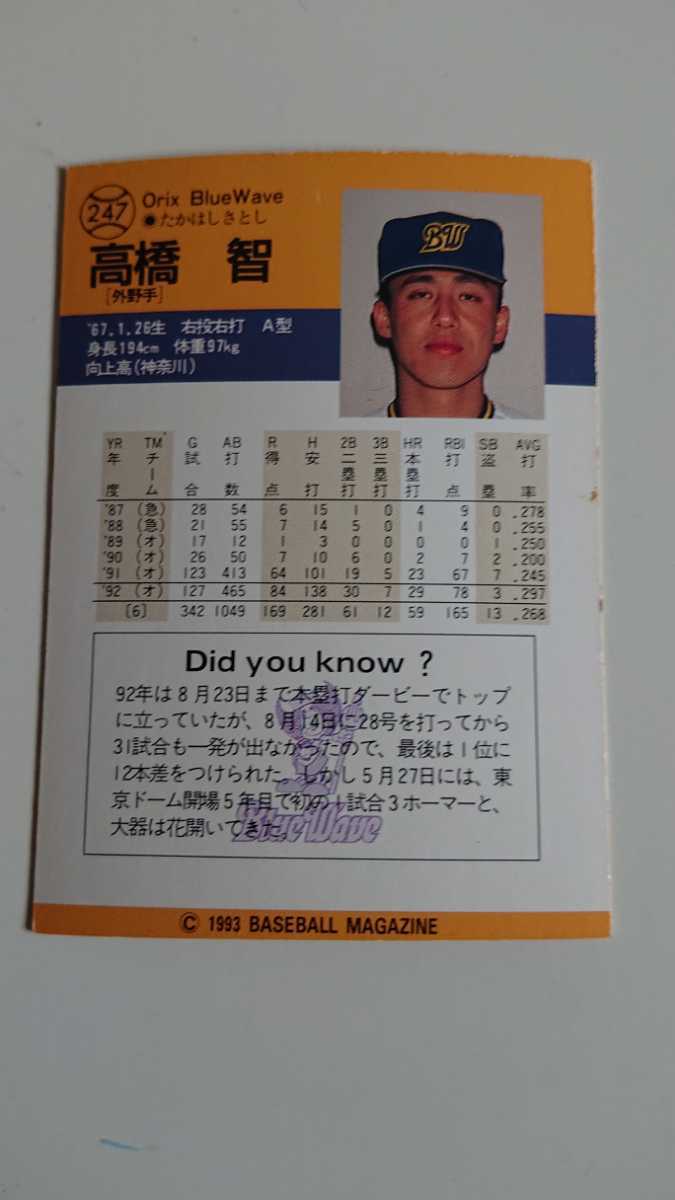 247
Orix BlueWave
●たかはしさとし
高橋 智
[外野手]
BW
'67.1.26生 右投右打 A型
身長194cm 体重97kg
向上高(神奈川)
YR TM G AB R H 2B 3B HR RBI SB AVG
年度 チーム 試合 打数 得点 安打 二塁打 三塁打 本塁打 打点 盗塁 打率
'87 (急) 28 54 6 15 1 0 4 9 0 .278
'88 (急) 21 55 7 14 5 0 1 4 0 .255
'89 (オ) 17 12 1 3 0 0 0 0 1 .250
'90 (オ) 26 50 7 10 6 0 2 7 2 .200
'91 (オ) 123 413 64 101 19 5 23 67 7 .245
'92 (オ) 127 465 84 138 30 7 29 78 3 .297
[6] 342 1049 169 281 61 12 59 165 13 .268
Did you know ?
92年は8月23日まで本塁打ダービーでトップ
に立っていたが、8月14日に28号を打ってから
31試合も一発が出なかったので、最後は1位に
12本差をつけられた。しかし5月27日には、東
京ドーム開場5年目で初の1試合3ホーマーと、
大器は花開いてきた。
BlueWave
© 1993 BASEBALL MAGAZINE